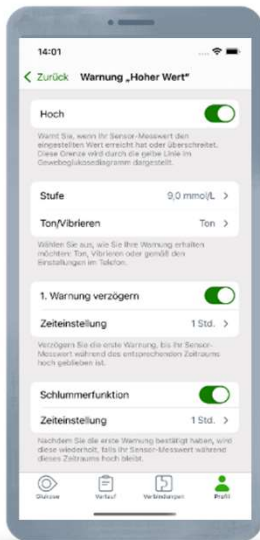 14:01
Zurück Warnung „Hoher Wert“
Hoch
Warnt Sie, wenn Ihr Sensor-Messwert den
eingestellten Wert erreicht hat oder überschreitet.
Diese Grenze wird durch die gelbe Linie im
Gewebeglukosediagramm dargestellt.
Stufe 9,0 mmol/L >
Ton/Vibrieren Ton >
Wählen Sie aus, wie Sie Ihre Warnung erhalten
möchten: Ton, Vibrieren oder gemäß den
Einstellungen im Telefon.
1. Warnung verzögern
Zeiteinstellung 1 Std. >
Verzögern Sie die erste Warnung, bis Ihr Sensor-
Messwert während des entsprechenden Zeitraums
hoch geblieben ist.
Schlummerfunktion
Zeiteinstellung 1 Std. >
Nachdem Sie die erste Warnung bestätigt haben, wird
diese wiederholt, falls Ihr Sensor-Messwert während
dieses Zeitraums hoch bleibt.
Glukose Verlauf Verbindungen Profil